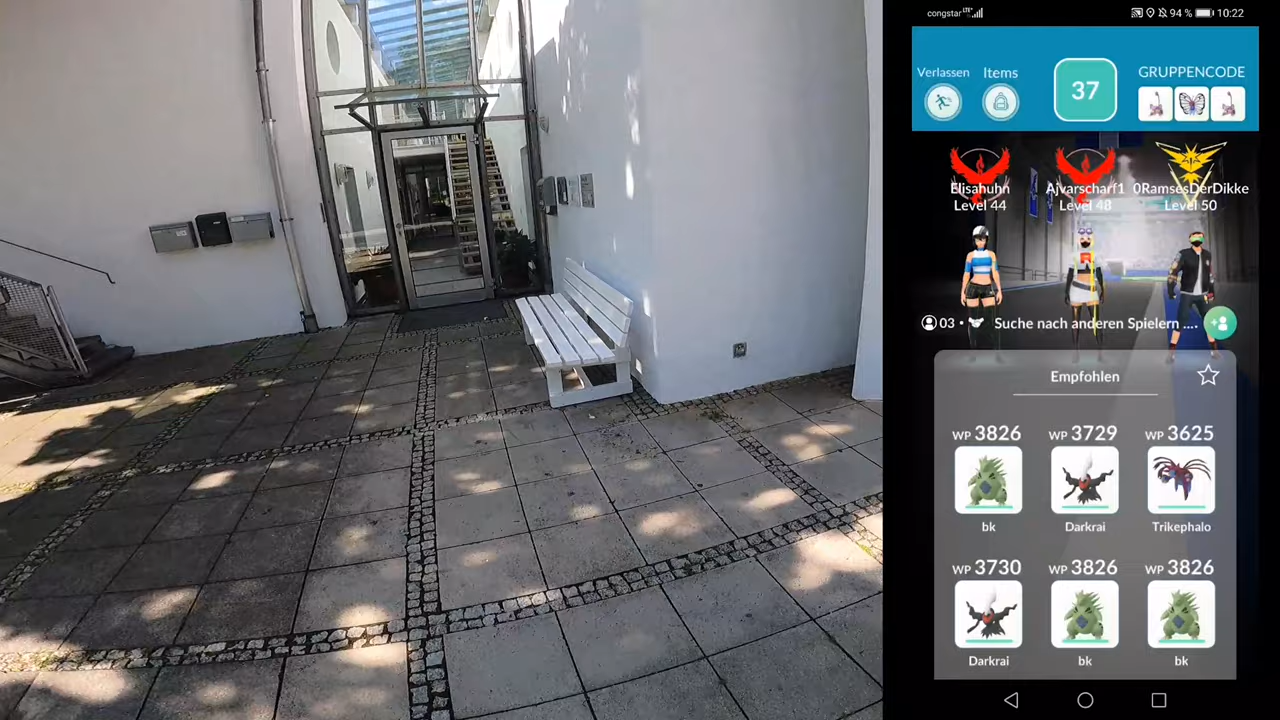 congstar
94 %
10:22
Verlassen
Items
37
GRUPPENCODE
Elisahuhn
Level 44
Ajvarscharf1
Level 48
0RamsesDerDikke
Level 50
03 • Suche nach anderen Spielern ....
Empfohlen
WP 3826
WP 3729
WP 3625
bk
Darkrai
Trikephalo
WP 3730
WP 3826
WP 3826
Darkrai
bk
bk